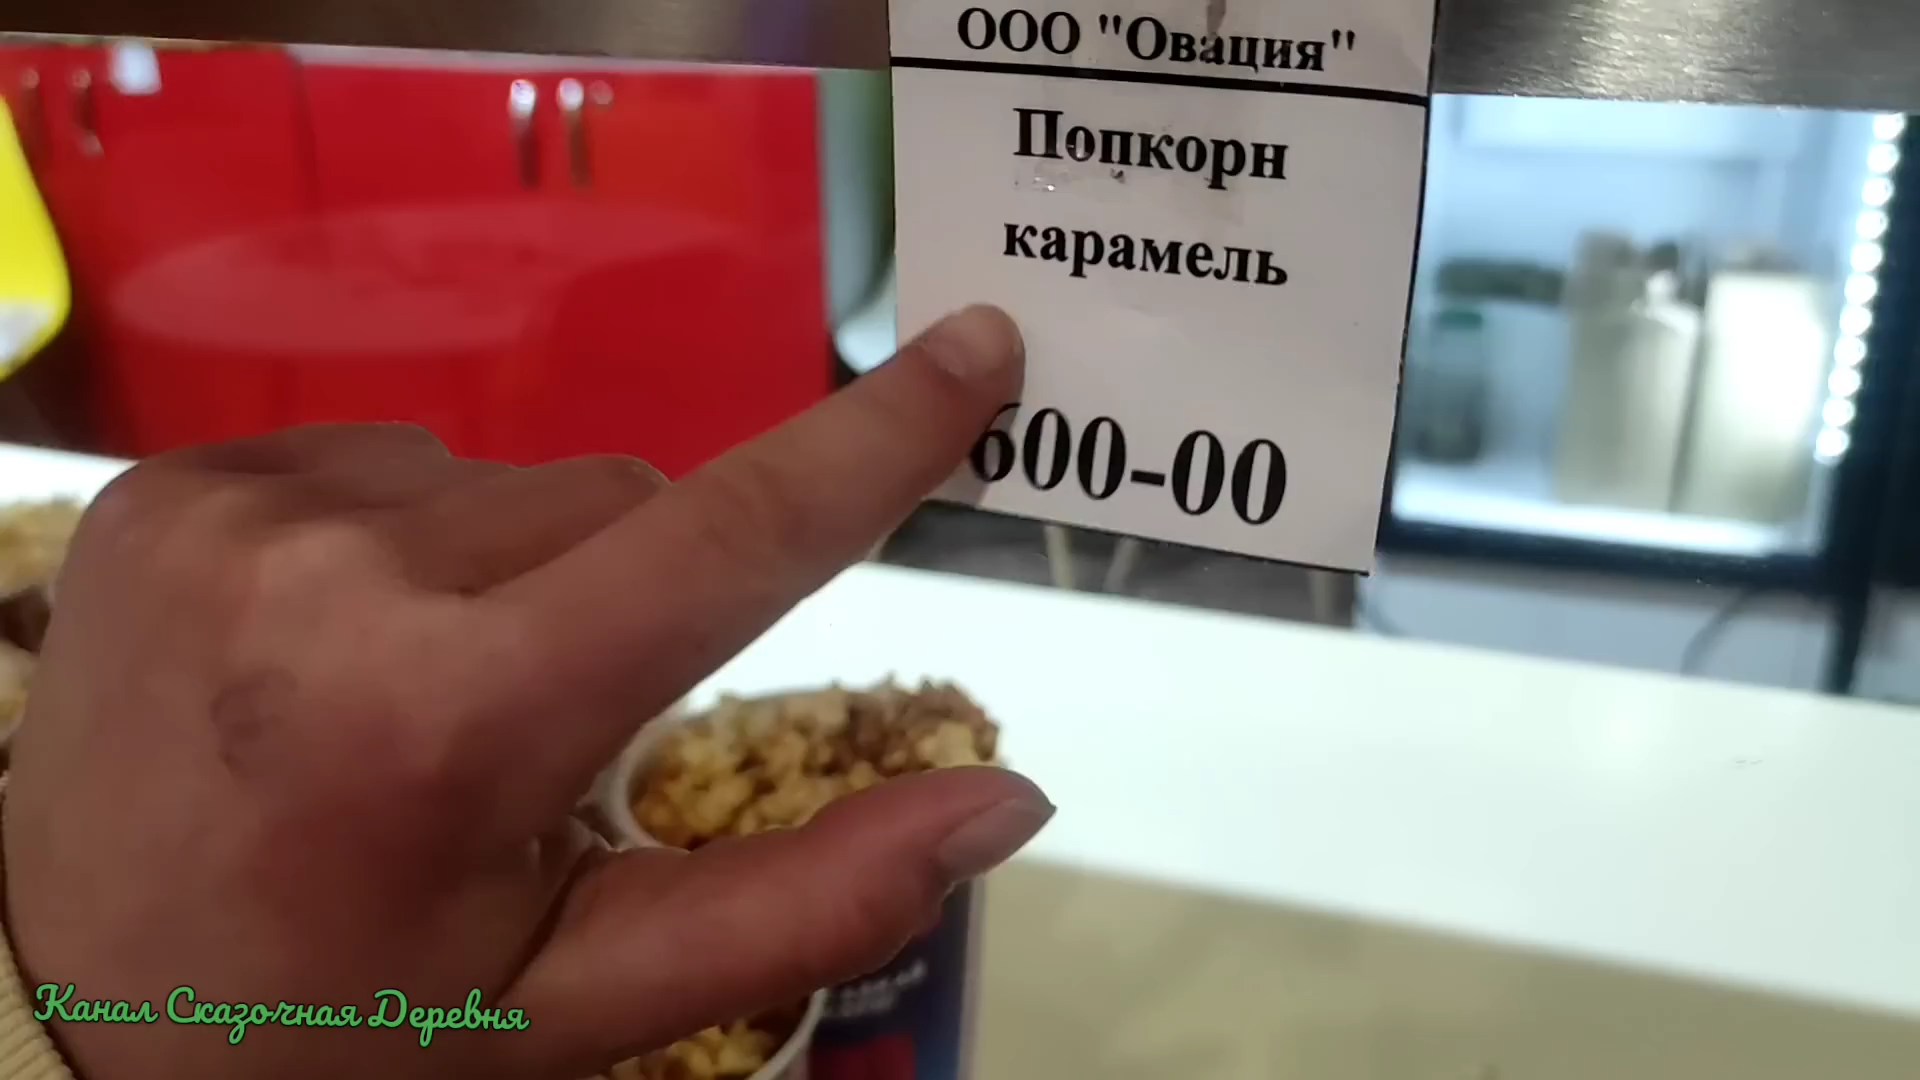 ООО "Овация"
Попкорн
карамель
600-00
Канал Сказочная Деревня